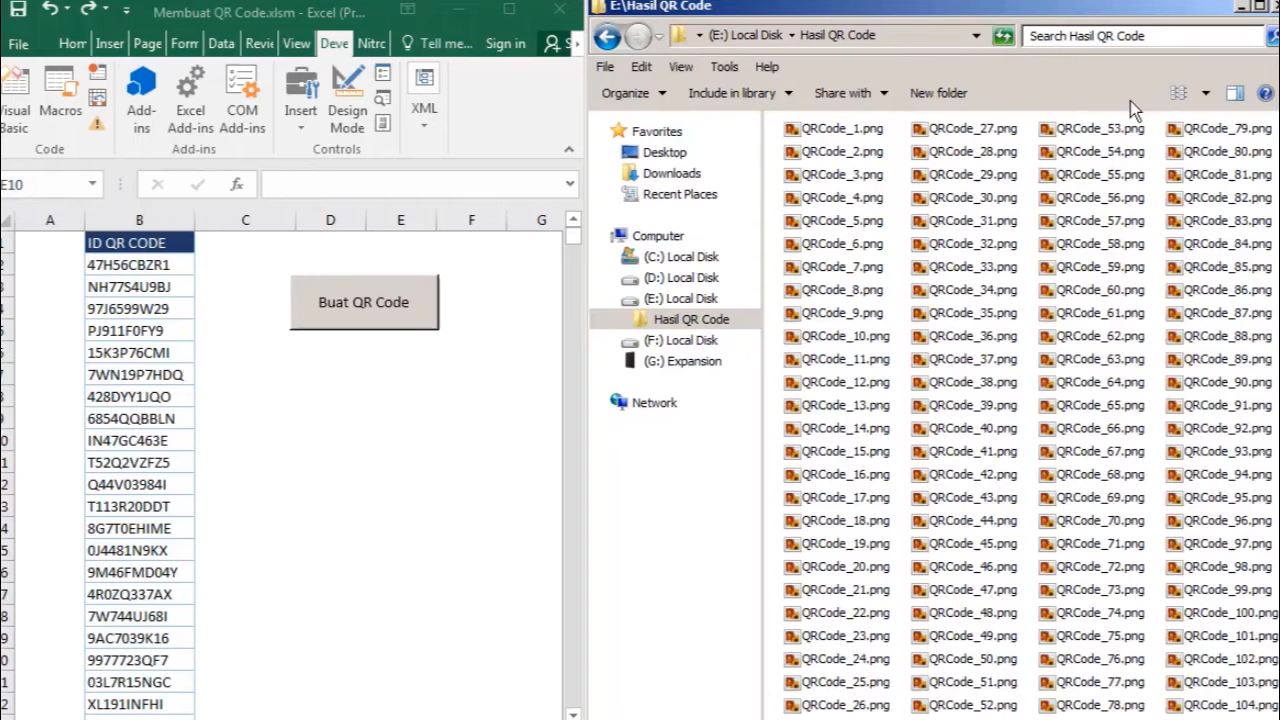 Membuat QR Code.xlsm - Excel (Pr...
File Hom Inser Page Form Data Revie View Deve Nitrc Tell me... Sign in S
Visual Basic
Macros
Add-ins
Excel Add-ins
COM Add-ins
Insert
Design Mode
XML
Code
Add-ins
Controls
E10
fx
A B C D E F G
ID QR CODE
47H56CBZR1
NH77S4U9BJ
97J6599W29
PJ911F0FY9
15K3P76CMI
7WN19P7HDQ
428DYY1JQO
6854QQBBLN
IN47GC463E
T52Q2VZFZ5
Q44V03984I
T113R20DDT
8G7T0EHIME
0J4481N9KX
9M46FMD04Y
4R0ZQ337AX
7W744UJ68I
9AC7039K16
9977723QF7
03L7R15NGC
XL191INFHI
Buat QR Code
E:\Hasil QR Code
(E:) Local Disk Hasil QR Code
Search Hasil QR Code
File Edit View Tools Help
Organize Include in library Share with New folder
Favorites
Desktop
Downloads
Recent Places
Computer
(C:) Local Disk
(D:) Local Disk
(E:) Local Disk
Hasil QR Code
(F:) Local Disk
(G:) Expansion
Network
QRCode_1.png QRCode_27.png QRCode_53.png QRCode_79.png
QRCode_2.png QRCode_28.png QRCode_54.png QRCode_80.png
QRCode_3.png QRCode_29.png QRCode_55.png QRCode_81.png
QRCode_4.png QRCode_30.png QRCode_56.png QRCode_82.png
QRCode_5.png QRCode_31.png QRCode_57.png QRCode_83.png
QRCode_6.png QRCode_32.png QRCode_58.png QRCode_84.png
QRCode_7.png QRCode_33.png QRCode_59.png QRCode_85.png
QRCode_8.png QRCode_34.png QRCode_60.png QRCode_86.png
QRCode_9.png QRCode_35.png QRCode_61.png QRCode_87.png
QRCode_10.png QRCode_36.png QRCode_62.png QRCode_88.png
QRCode_11.png QRCode_37.png QRCode_63.png QRCode_89.png
QRCode_12.png QRCode_38.png QRCode_64.png QRCode_90.png
QRCode_13.png QRCode_39.png QRCode_65.png QRCode_91.png
QRCode_14.png QRCode_40.png QRCode_66.png QRCode_92.png
QRCode_15.png QRCode_41.png QRCode_67.png QRCode_93.png
QRCode_16.png QRCode_42.png QRCode_68.png QRCode_94.png
QRCode_17.png QRCode_43.png QRCode_69.png QRCode_95.png
QRCode_18.png QRCode_44.png QRCode_70.png QRCode_96.png
QRCode_19.png QRCode_45.png QRCode_71.png QRCode_97.png
QRCode_20.png QRCode_46.png QRCode_72.png QRCode_98.png
QRCode_21.png QRCode_47.png QRCode_73.png QRCode_99.png
QRCode_22.png QRCode_48.png QRCode_74.png QRCode_100.png
QRCode_23.png QRCode_49.png QRCode_75.png QRCode_101.png
QRCode_24.png QRCode_50.png QRCode_76.png QRCode_102.png
QRCode_25.png QRCode_51.png QRCode_77.png QRCode_103.png
QRCode_26.png QRCode_52.png QRCode_78.png QRCode_104.png